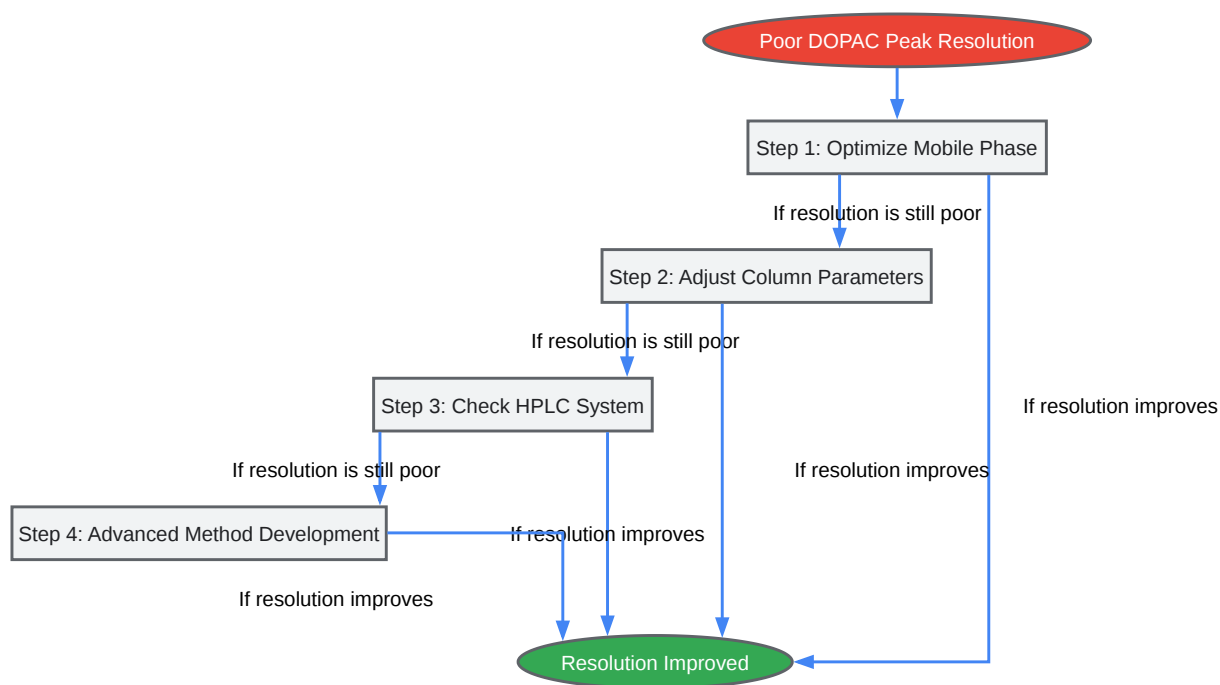 Poor DOPAC Peak Resolution
Step 1: Optimize Mobile Phase
If resolution is still poor
Step 2: Adjust Column Parameters
If resolution is still poor
Step 3: Check HPLC System
If resolution improves
If resolution is still poor
If resolution improves
Step 4: Advanced Method Development
If resolution improves
If resolution improves
Resolution Improved